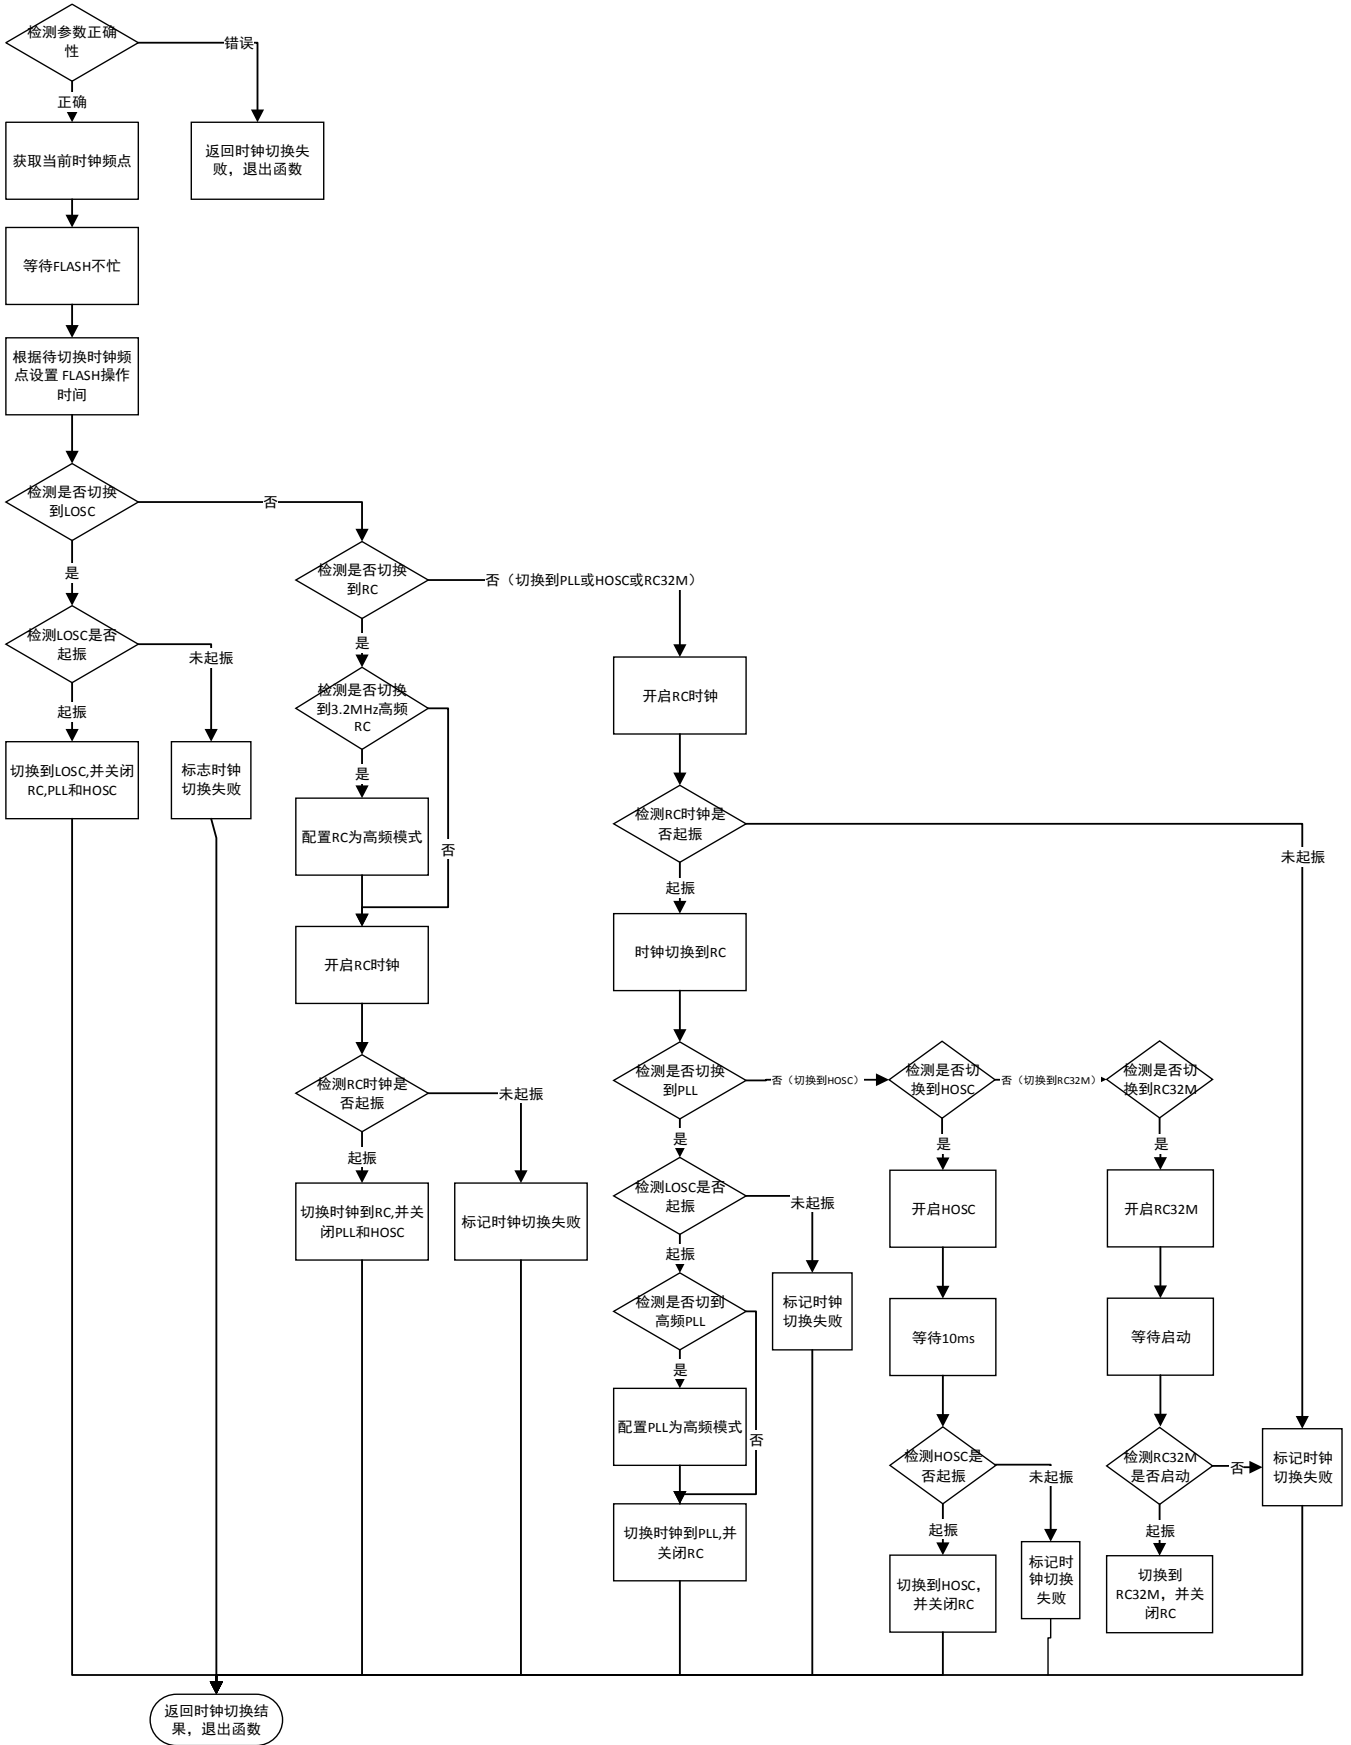 检测参数正确
性
错误
正确
获取当前时钟频点
返回时钟切换失
败，退出函数
等待FLASH不忙
根据待切换时钟频
点设置 FLASH操作
时间
检测是否切换
到LOSC
否
是
检测LOSC是否
起振
未起振
起振
切换到LOSC,并关闭
RC,PLL和HOSC
标志时钟
切换失败
检测是否切换
到RC
否（切换到PLL或HOSC或RC32M）
是
检测是否切换
到3.2MHz高频
RC
是
配置RC为高频模式
否
开启RC时钟
检测RC时钟是
否起振
未起振
起振
切换时钟到RC,并关
闭PLL和HOSC
标记时钟切换失败
开启RC时钟
检测RC时钟是
否起振
未起振
起振
时钟切换到RC
检测是否切换
到PLL
否（切换到HOSC）
是
检测LOSC是否
起振
未起振
起振
标记时钟
切换失败
检测是否切到
高频PLL
是
配置PLL为高频模式
否
切换时钟到PLL,并
关闭RC
检测是否切
换到HOSC
否（切换到RC32M）
是
开启HOSC
等待10ms
检测HOSC是
否起振
未起振
起振
切换到HOSC，
并关闭RC
标记时
钟切换
失败
检测是否切
换到RC32M
是
开启RC32M
等待启动
检测RC32M
是否启动
否
起振
切换到
RC32M，并关
闭RC
标记时钟
切换失败
返回时钟切换结
果，退出函数